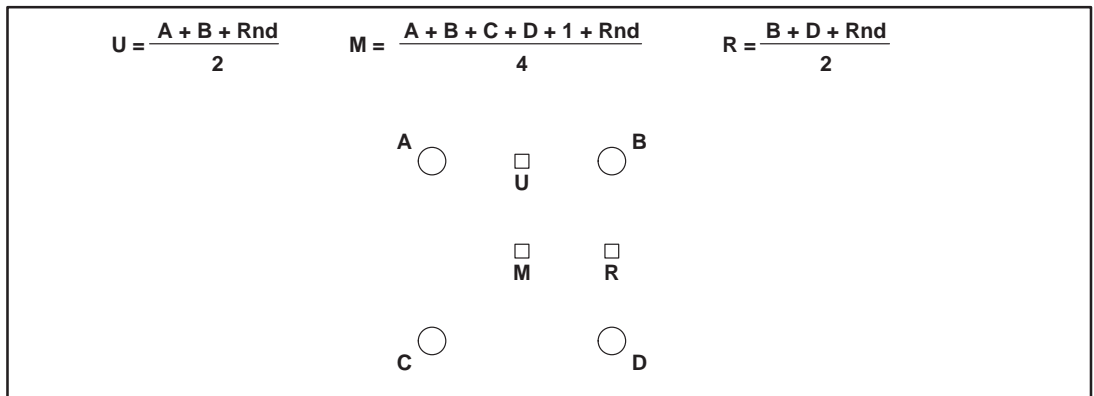 U = A + B + Rnd / 2 M = A + B + C + D + 1 + Rnd / 4 R = B + D + Rnd / 2
A B
U
M R
C D